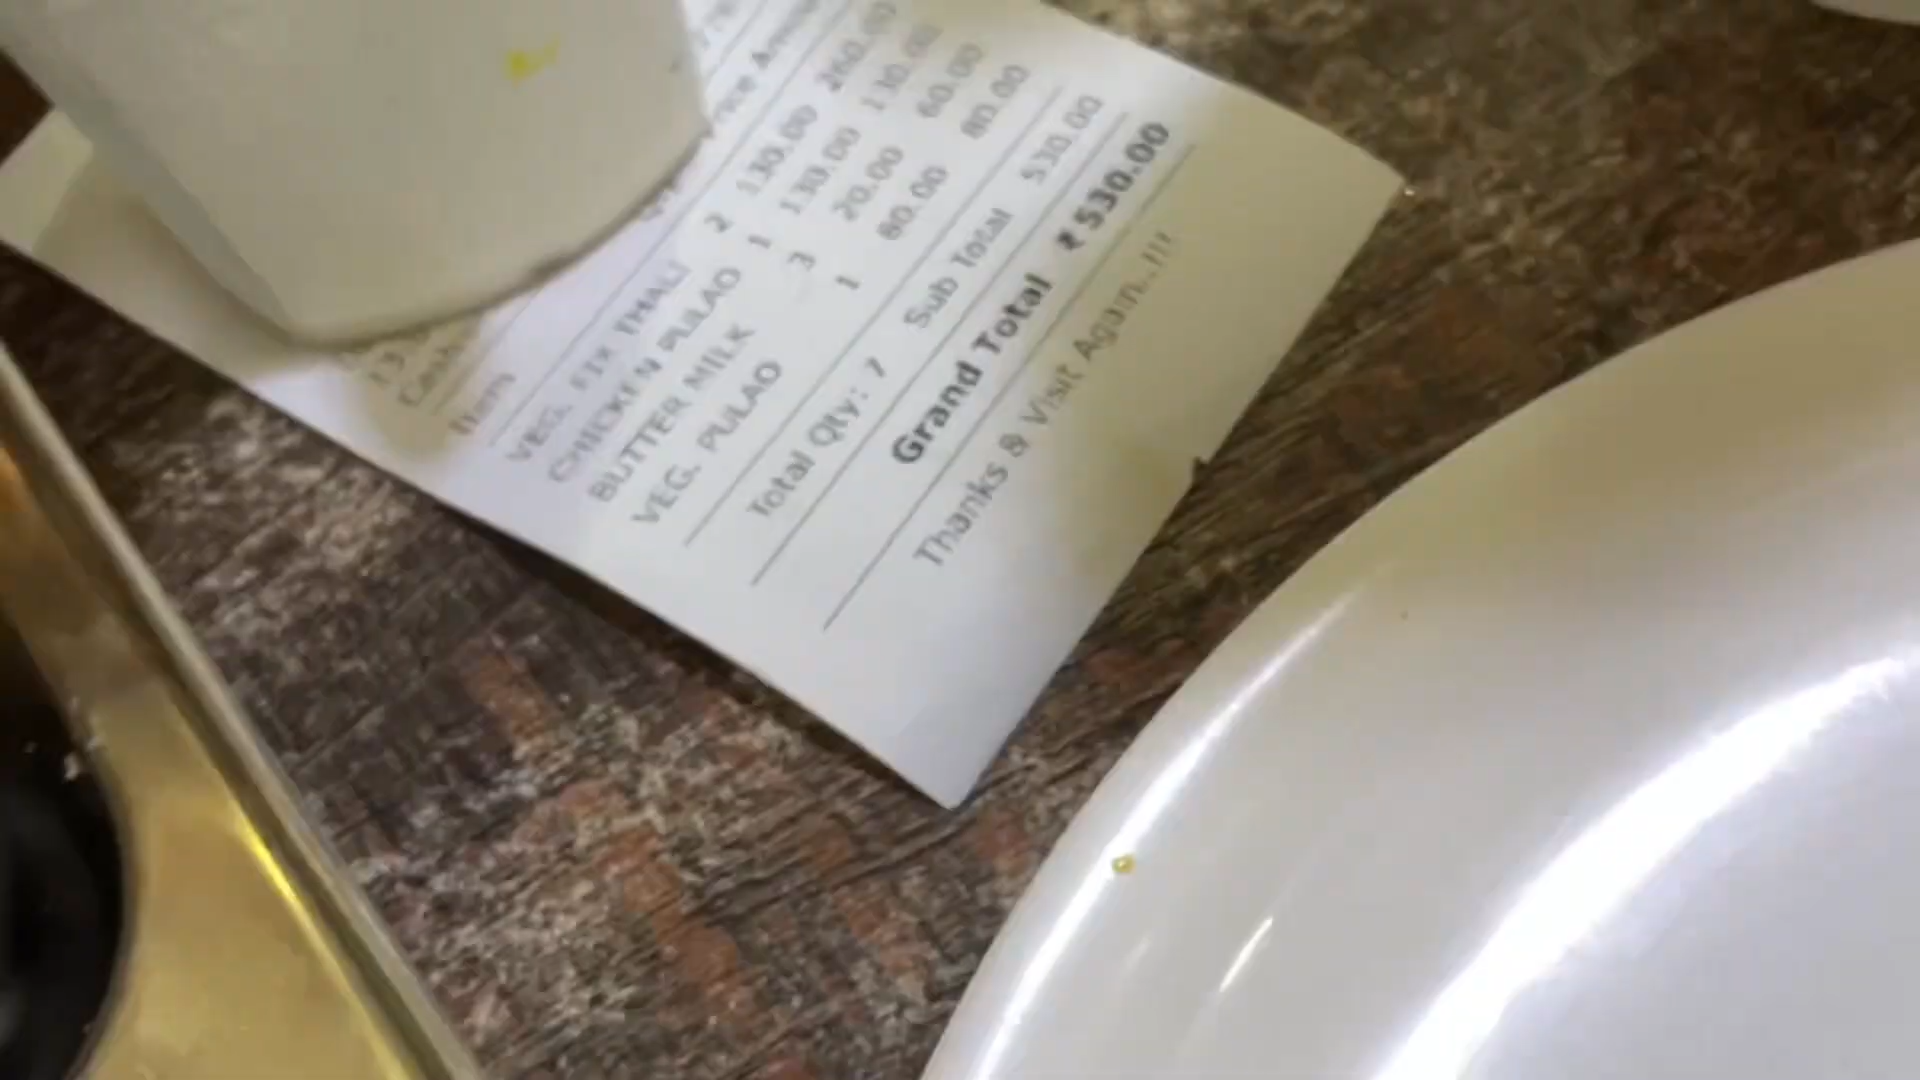 Item
VEG. FIX THALI 2 130.00 260.00
CHICKEN PULAO 1 130.00 130.00
BUTTER MILK 3 20.00 60.00
VEG. PULAO 1 80.00 80.00
Total Qty: 7 Sub Total 530.00
Grand Total ₹530.00
Thanks & Visit Again..!!!